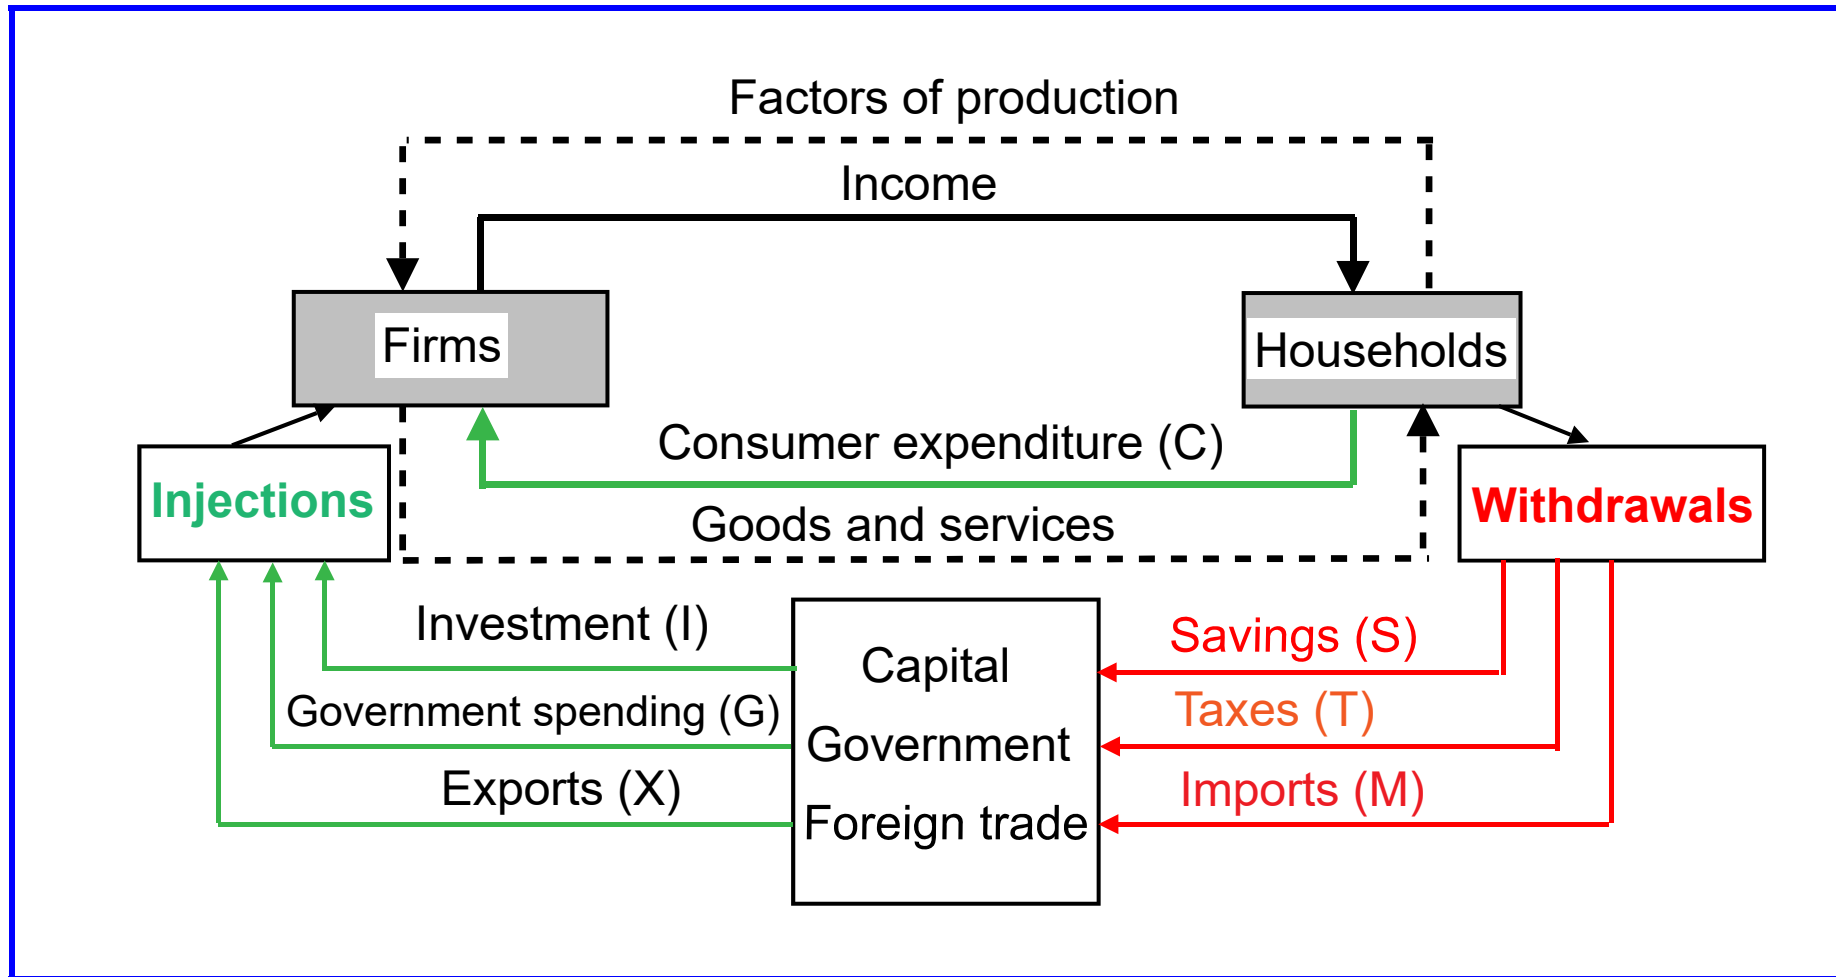 Factors of production
Income
Firms
Households
Consumer expenditure (C)
Injections
Withdrawals
Goods and services
Investment (I)
Capital
Savings (S)
Government spending (G)
Government
Taxes (T)
Exports (X)
Foreign trade
Imports (M)